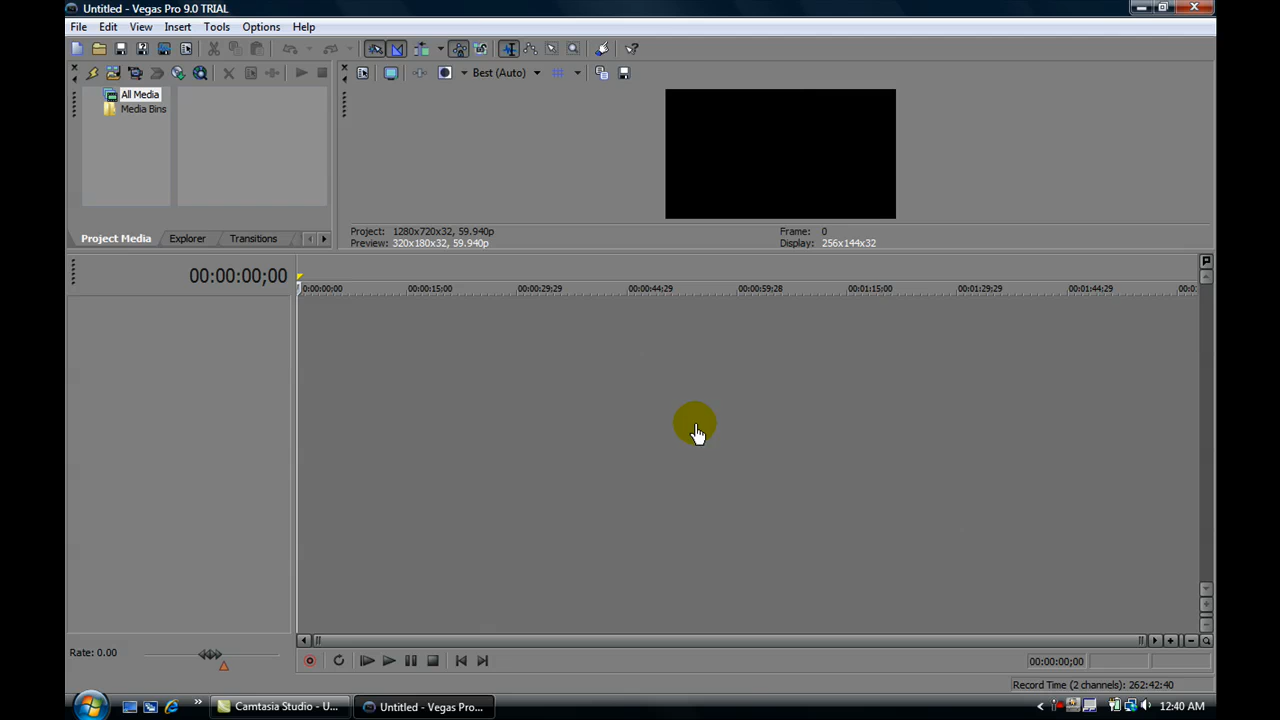 Untitled - Vegas Pro 9.0 TRIAL
File Edit View Insert Tools Options Help
Best (Auto)
All Media
Media Bins
Project: 1280x720x32, 59.940p
Frame: 0
Preview: 320x180x32, 59.940p
Display: 256x144x32
Project Media Explorer Transitions
00:00:00;00
0:00:00;00 00:00:15;00 00:00:29;29 00:00:44;29 00:00:59;28 00:01:15;00 00:01:29;29 00:01:44;29 00:0
Rate: 0.00
00:00:00;00
Record Time (2 channels): 262:42:40
Camtasia Studio - U...
Untitled - Vegas Pro...
12:40 AM